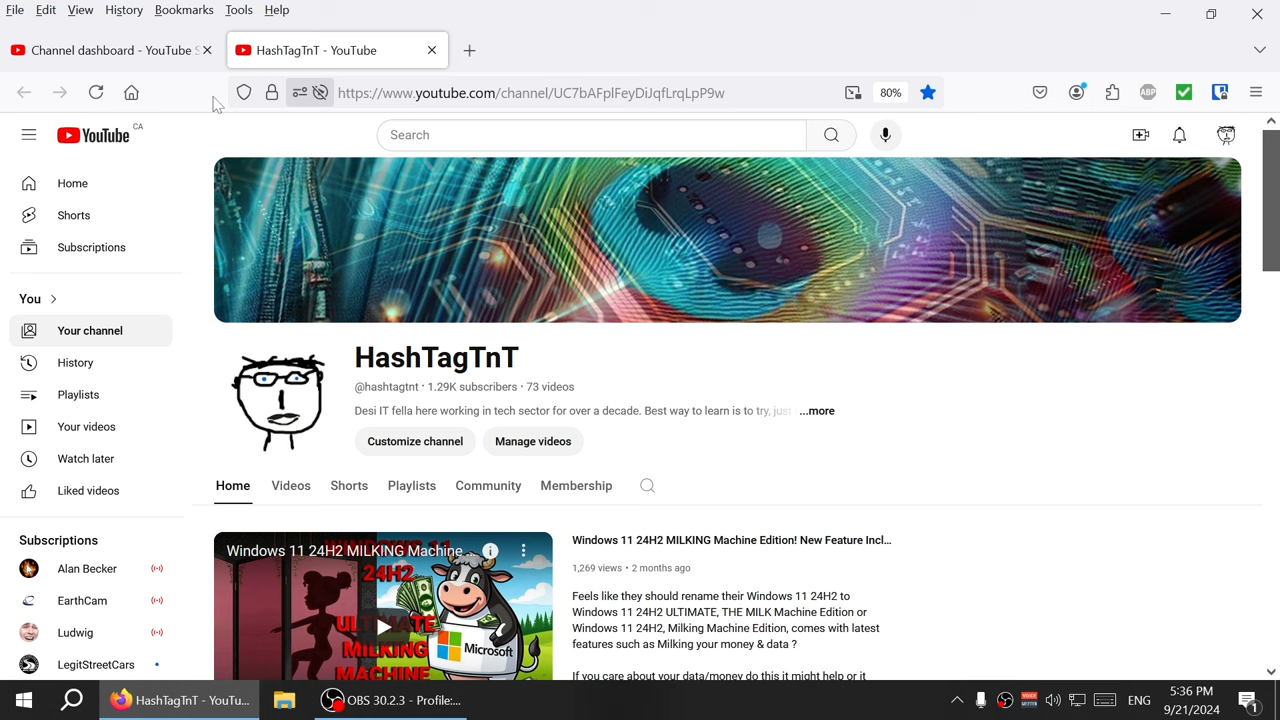 File Edit View History Bookmarks Tools Help
Channel dashboard - YouTube S
HashTagTnT - YouTube
https://www.youtube.com/channel/UC7bAFplFeyDiJqfLrqLpP9w
80%
ABP
YouTube CA
Search
Home
Shorts
Subscriptions
You
Your channel
History
Playlists
Your videos
Watch later
Liked videos
Subscriptions
Alan Becker
EarthCam
Ludwig
LegitStreetCars
HashTagTnT
@hashtagtnt · 1.29K subscribers · 73 videos
Desi IT fella here working in tech sector for over a decade. Best way to learn is to try, just ...more
Customize channel Manage videos
Home Videos Shorts Playlists Community Membership
Windows 11 24H2 MILKING Machine ...
24H2
ULTIMATE
MILKING
MACHINE
Microsoft
Windows 11 24H2 MILKING Machine Edition! New Feature Incl...
1,269 views · 2 months ago
Feels like they should rename their Windows 11 24H2 to
Windows 11 24H2 ULTIMATE, THE MILK Machine Edition or
Windows 11 24H2, Milking Machine Edition, comes with latest
features such as Milking your money & data ?
If you care about your data/money do this it might help or it
HashTagTnT - YouTu...
OBS 30.2.3 - Profile:...
VOICE
MEETER
ENG
5:36 PM
9/21/2024
1